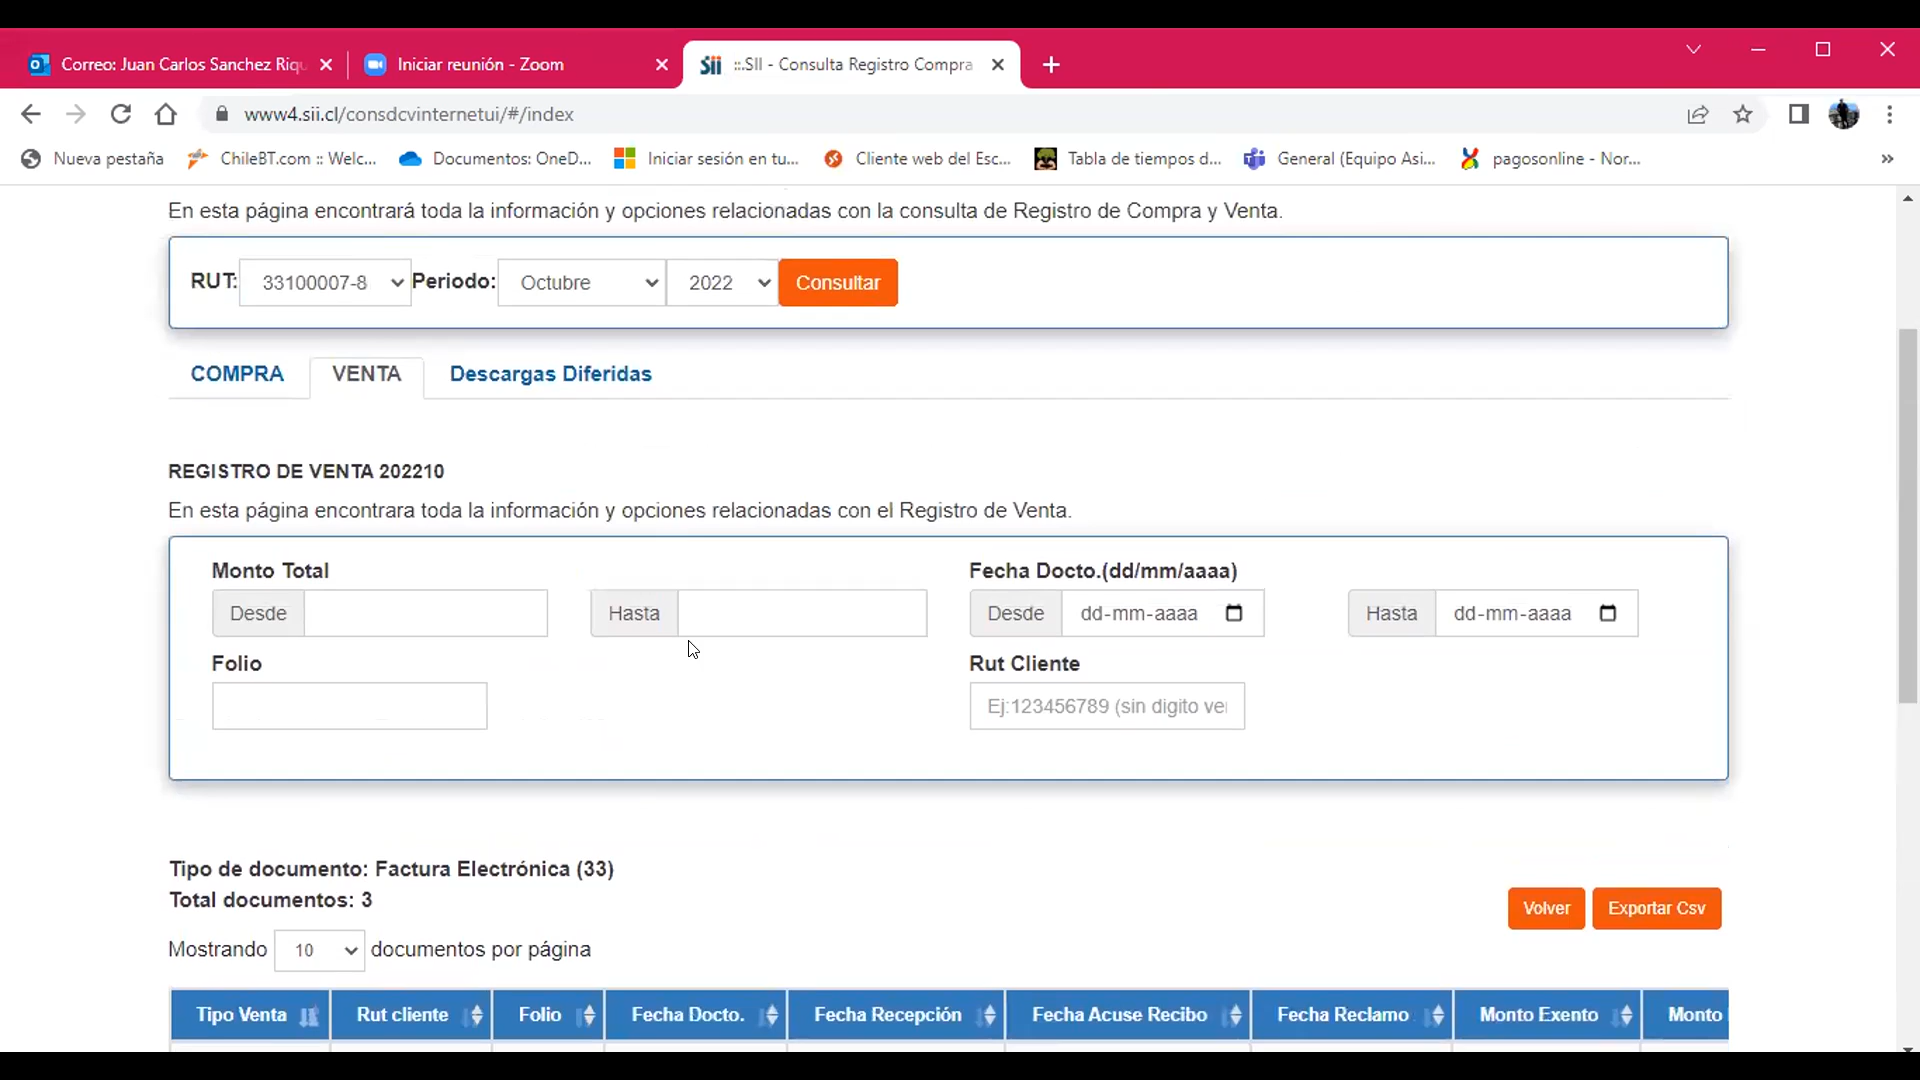 Correo: Juan Carlos Sanchez Riqu
Iniciar reunión - Zoom
Sii ::.SII - Consulta Registro Compra
www4.sii.cl/consdcvinternetui/#/index
Nueva pestaña ChileBT.com :: Welc... Documentos: OneD... Iniciar sesión en tu... Cliente web del Esc... Tabla de tiempos d... General (Equipo Asi... pagosonline - Nor... »
En esta página encontrará toda la información y opciones relacionadas con la consulta de Registro de Compra y Venta.
RUT: 33100007-8 Periodo: Octubre 2022 Consultar
COMPRA VENTA Descargas Diferidas
REGISTRO DE VENTA 202210
En esta página encontrara toda la información y opciones relacionadas con el Registro de Venta.
Monto Total Fecha Docto.(dd/mm/aaaa)
Desde Hasta Desde dd-mm-aaaa Hasta dd-mm-aaaa
Folio Rut Cliente
Ej:123456789 (sin digito ve
Tipo de documento: Factura Electrónica (33)
Total documentos: 3
Volver Exportar Csv
Mostrando 10 documentos por página
Tipo Venta Rut cliente Folio Fecha Docto. Fecha Recepción Fecha Acuse Recibo Fecha Reclamo Monto Exento Monto